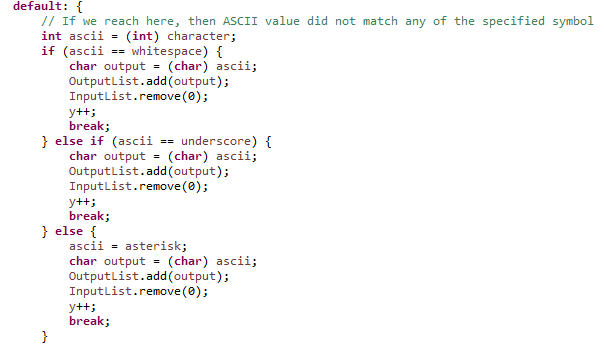 default: {
// If we reach here, then ASCII value did not match any of the specified symbol
int ascii = (int) character;
if (ascii == whitespace) {
char output = (char) ascii;
OutputList.add(output);
InputList.remove(0);
y++;
break;
} else if (ascii == underscore) {
char output = (char) ascii;
OutputList.add(output);
InputList.remove(0);
y++;
break;
} else {
ascii = asterisk;
char output = (char) ascii;
OutputList.add(output);
InputList.remove(0);
y++;
break;
}